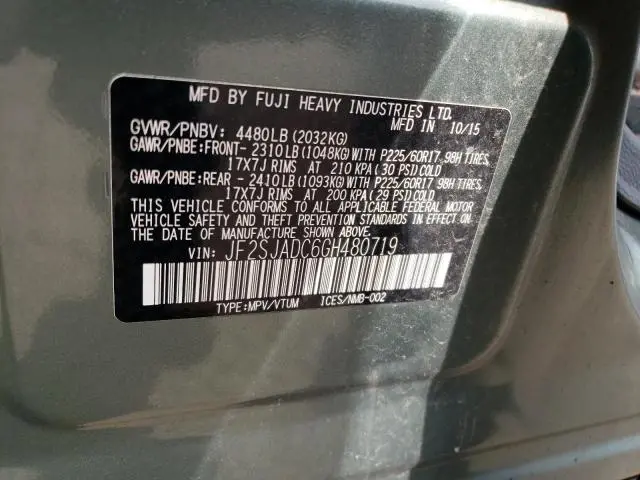 MFD BY FUJI HEAVY INDUSTRIES LTD.
MFD IN 10/15
GVWR/PNBV: 4480LB (2032KG)
GAWR/PNBE:FRONT- 2310LB (1048KG) WITH P225/60R17 98H TIRES,
17X7J RIMS AT 210 KPA (30 PSI) COLD
GAWR/PNBE:REAR - 2410LB (1093KG) WITH P225/60R17 98H TIRES,
17X7J RIMS AT 200 KPA (29 PSI) COLD
THIS VEHICLE CONFORMS TO ALL APPLICABLE FEDERAL MOTOR
VEHICLE SAFETY AND THEFT PREVENTION STANDARDS IN EFFECT ON
THE DATE OF MANUFACTURE SHOWN ABOVE.
VIN: JF2SJADC6GH480719
TYPE:MPV/VTUM ICES/NMB-002